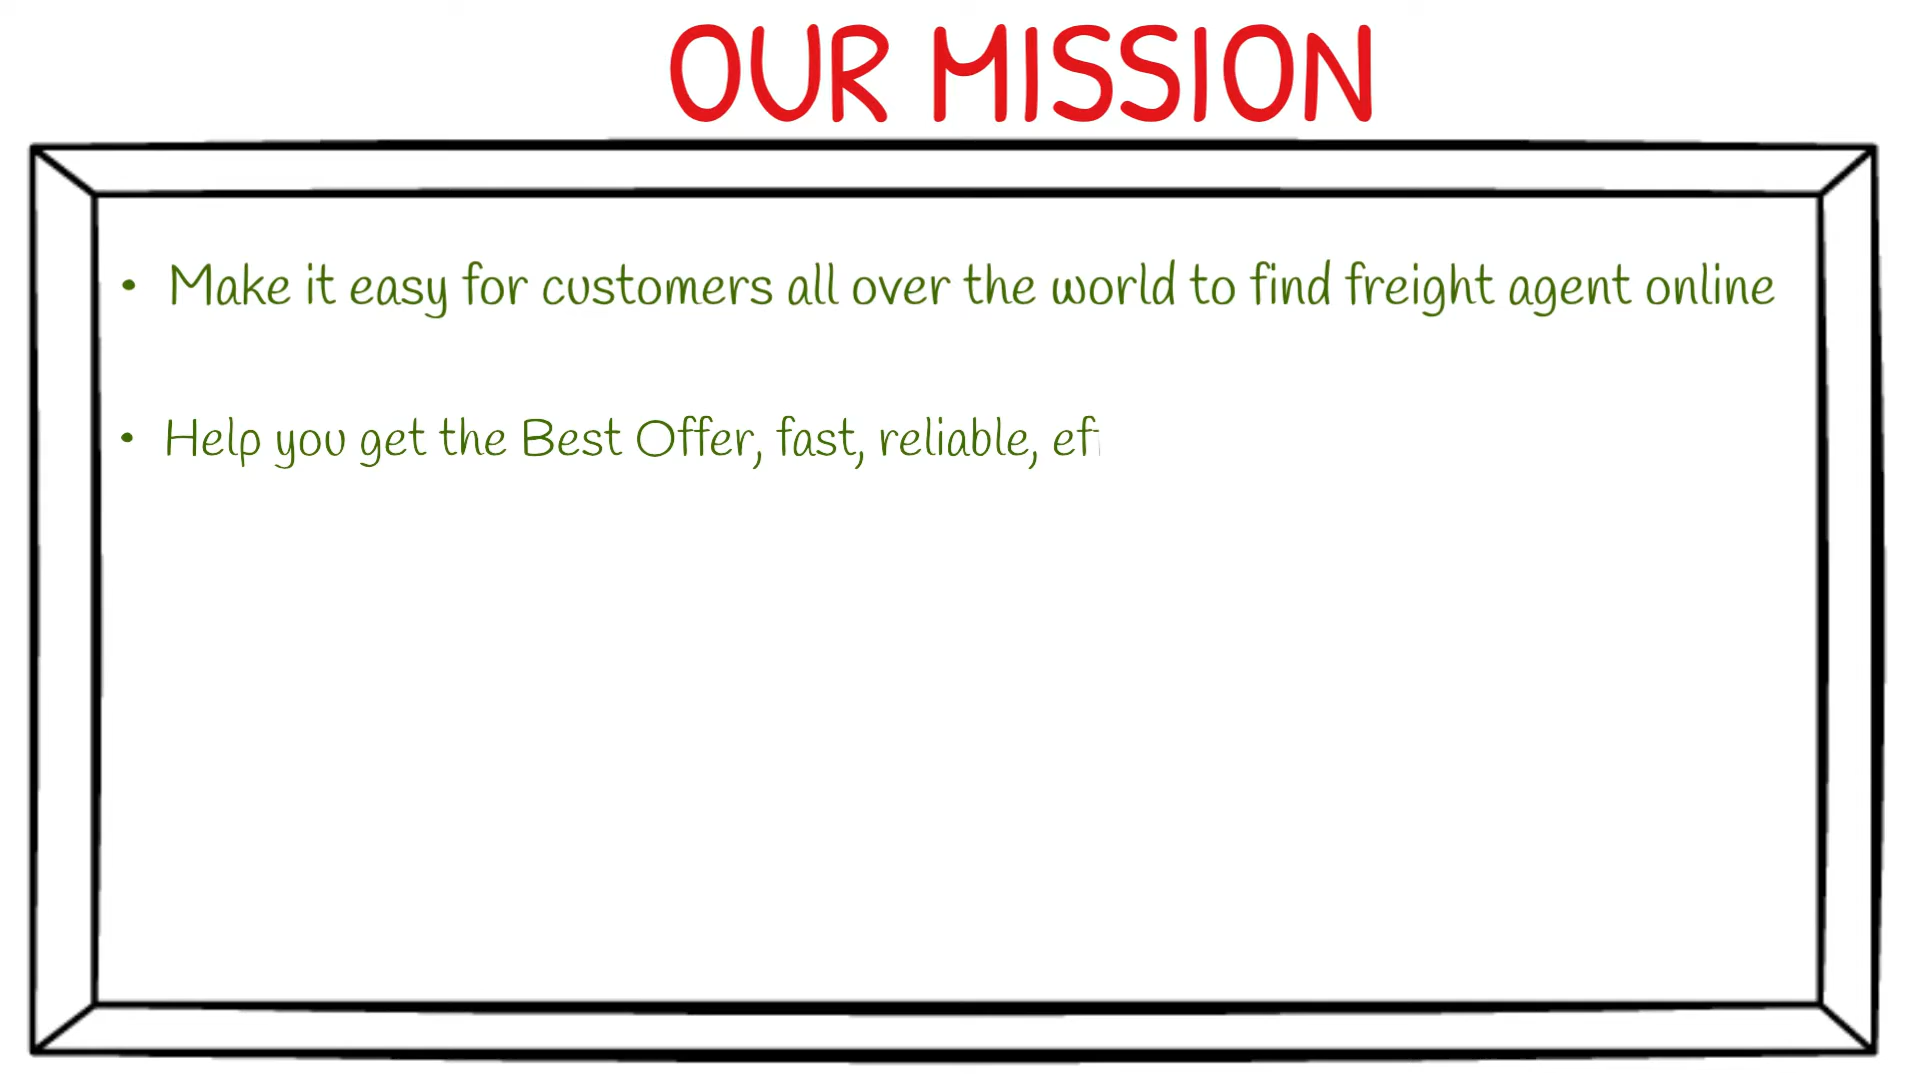 OUR MISSION
• Make it easy for customers all over the world to find freight agent online
• Help you get the Best Offer, fast, reliable, ef